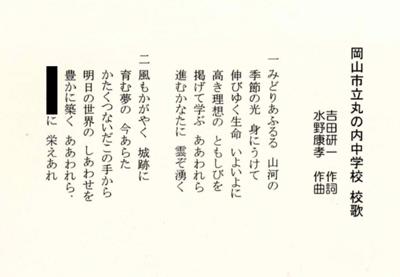 岡山市立丸の内中学校 校歌
吉田研一 作詞
水野康孝 作曲
一 みどりあふるる 山河の
季節の光 身にうけて
伸びゆく生命 いよいよに
高き理想の ともしびを
掲げて学ぶ ああわれら
進むかなたに 雲ぞ湧く
二 風もかがやく 城跡に
育む夢の 今あらた
かたくつないだこの手から
明日の世界の しあわせを
豊かに築く ああわれら・
に 栄えあれ